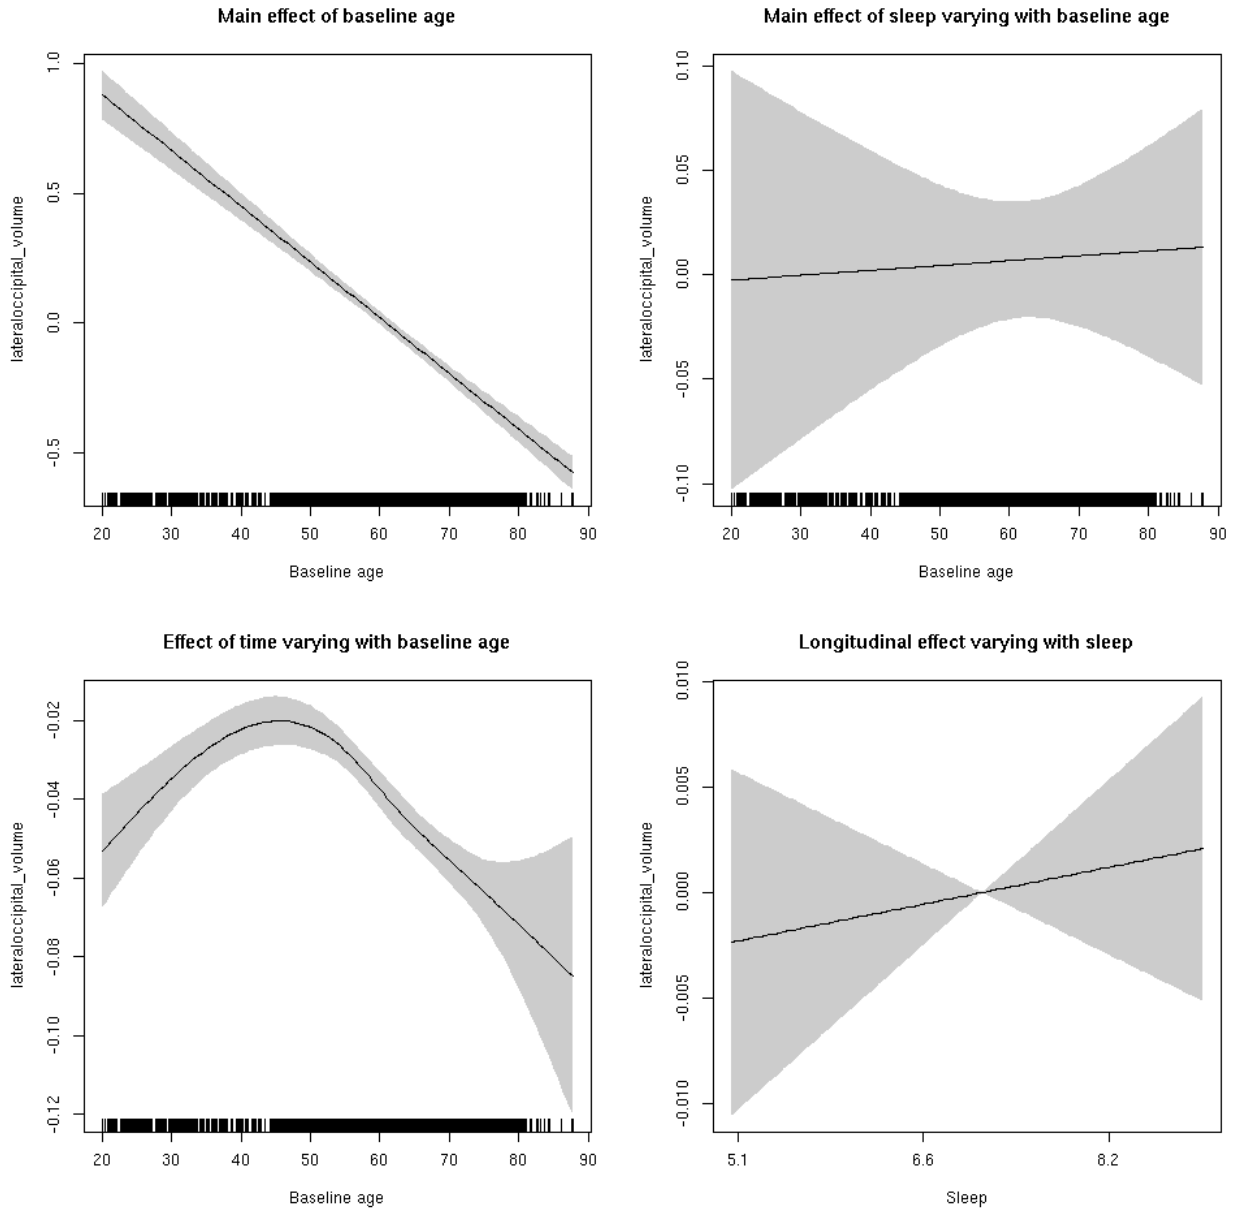 Main effect of baseline age
lateraloccipital_volume
1.0
0.5
0.0
-0.5
20 30 40 50 60 70 80 90
Baseline age
Main effect of sleep varying with baseline age
lateraloccipital_volume
0.10
0.05
0.00
-0.05
-0.10
20 30 40 50 60 70 80 90
Baseline age
Effect of time varying with baseline age
lateraloccipital_volume
-0.02
-0.04
-0.06
-0.08
-0.10
-0.12
20 30 40 50 60 70 80 90
Baseline age
Longitudinal effect varying with sleep
lateraloccipital_volume
0.010
0.005
0.000
-0.005
-0.010
5.1 6.6 8.2
Sleep